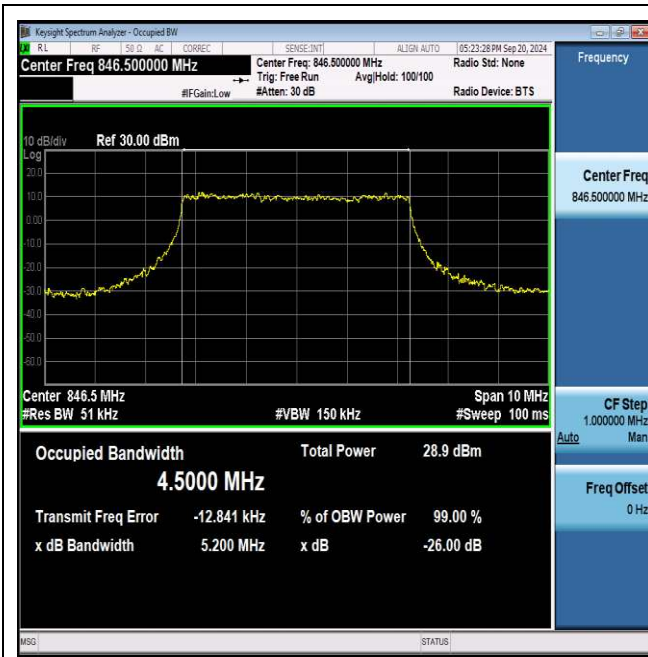 Keysight Spectrum Analyzer - Occupied BW
RL RF 50 Ω AC CORREC SENSE:INT ALIGN AUTO 05:23:28 PM Sep 20, 2024
Center Freq 846.500000 MHz
Center Freq: 846.500000 MHz Radio Std: None
Trig: Free Run Avg|Hold: 100/100
#IFGain:Low #Atten: 30 dB Radio Device: BTS
10 dB/div Ref 30.00 dBm
Log
20.0
10.0
0.00
-10.0
-20.0
-30.0
-40.0
-50.0
-60.0
Center 846.5 MHz Span 10 MHz
#Res BW 51 kHz #VBW 150 kHz #Sweep 100 ms
Occupied Bandwidth Total Power 28.9 dBm
4.5000 MHz
Transmit Freq Error -12.841 kHz % of OBW Power 99.00 %
x dB Bandwidth 5.200 MHz x dB -26.00 dB
MSG STATUS
Frequency
Center Freq
846.500000 MHz
CF Step
1.000000 MHz
Auto Man
Freq Offset
0 Hz